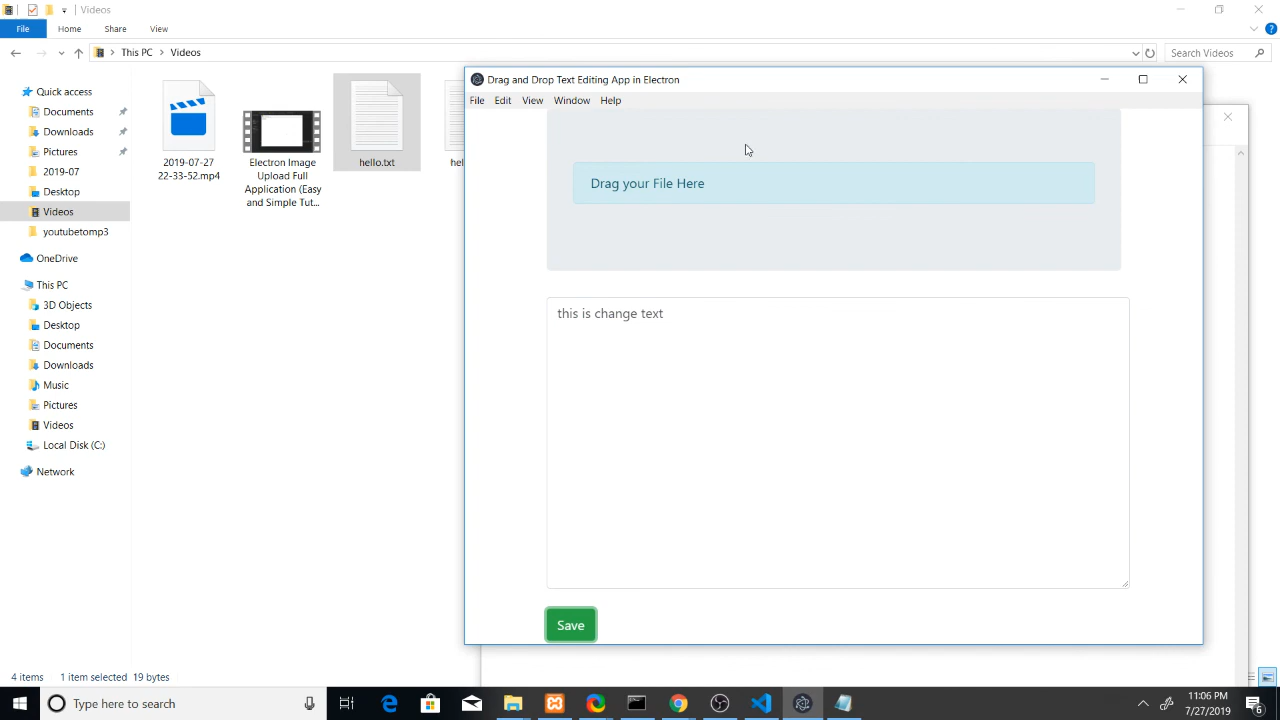 Videos
File Home Share View
This PC Videos
Search Videos
Drag and Drop Text Editing App in Electron
File Edit View Window Help
Quick access
Documents
Downloads
Pictures
2019-07
Desktop
Videos
youtubetomp3
OneDrive
This PC
3D Objects
Desktop
Documents
Downloads
Music
Pictures
Videos
Local Disk (C:)
Network
2019-07-27
22-33-52.mp4
Electron Image
Upload Full
Application (Easy
and Simple Tut...
hello.txt
hel
Drag your File Here
this is change text
Save
4 items 1 item selected 19 bytes
Type here to search
11:06 PM
7/27/2019
6